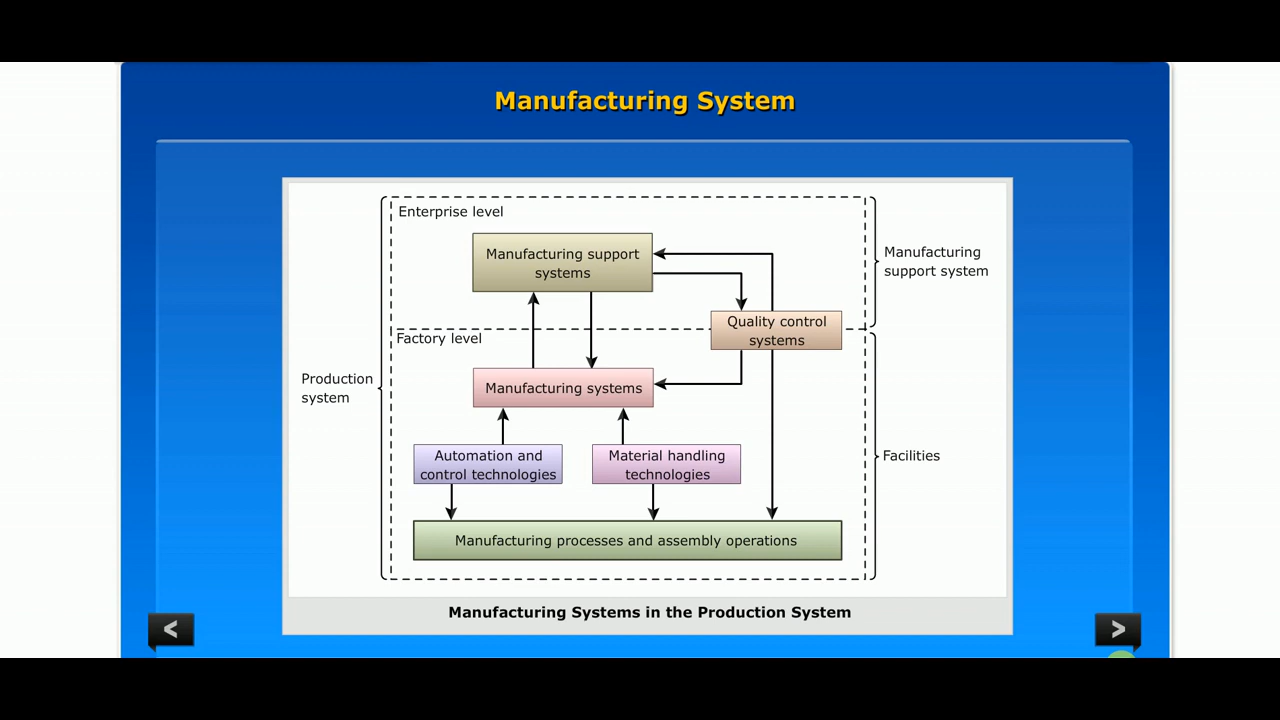 Manufacturing System
Enterprise level
Manufacturing support
systems
Manufacturing
support system
Quality control
systems
Factory level
Production
system
Manufacturing systems
Automation and
control technologies
Material handling
technologies
Facilities
Manufacturing processes and assembly operations
Manufacturing Systems in the Production System